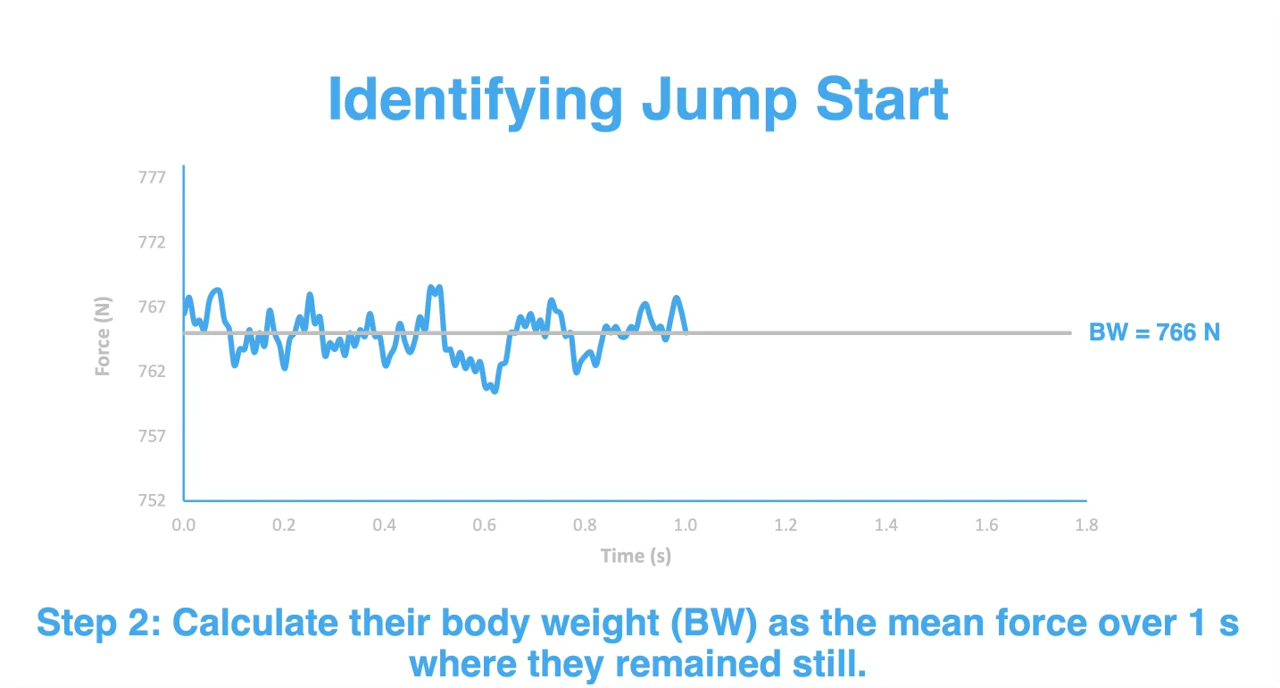 Identifying Jump Start
777
772
767
762
757
752
Force (N)
BW = 766 N
0.0 0.2 0.4 0.6 0.8 1.0 1.2 1.4 1.6 1.8
Time (s)
Step 2: Calculate their body weight (BW) as the mean force over 1 s
where they remained still.